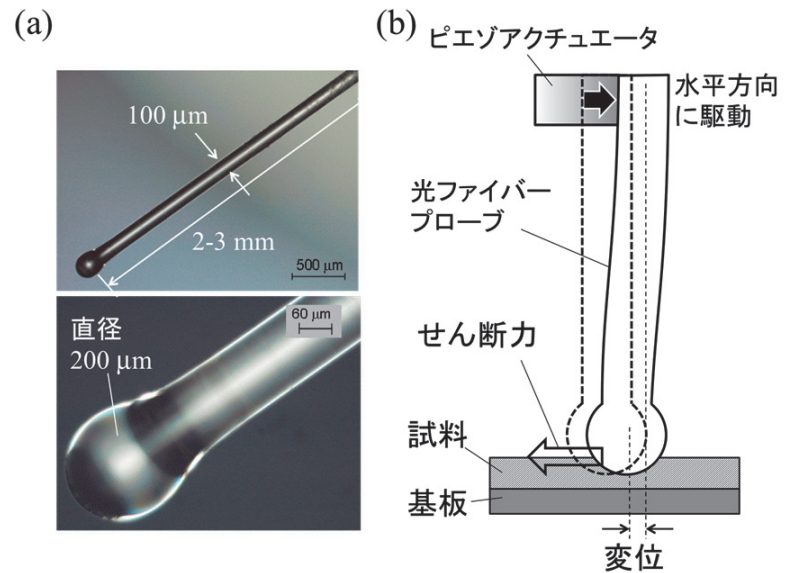 (a)
100 μm
2-3 mm
500 μm
60 μm
直径
200 μm
(b)
ピエゾアクチュエータ
水平方向
に駆動
光ファイバー
プローブ
せん断力
試料
基板
変位